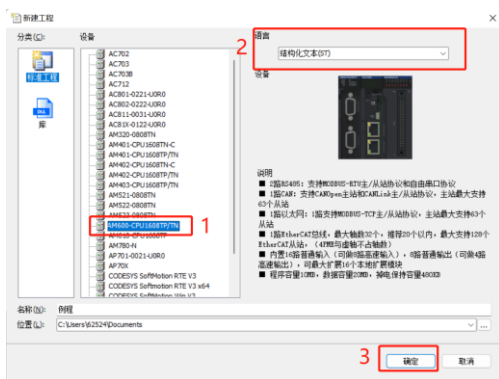 新建工程
分类(C):
设备
标准工程
库
AC702
AC703
AC703B
AC712
AC801-0221-U0R0
AC802-0222-U0R0
AC811-0031-U0R0
AC81X-0122-U0R0
AM320-0808TN
AM401-CPU1608TN-C
AM401-CPU1608TP/TN
AM402-CPU1608TN-C
AM402-CPU1608TP/TN
AM403-CPU1608TP/TN
AM521-0808TN
AM522-0808TN
AM600-CPU1608TP/TN
AM610-CPU1608TP
AM780-N
AP701-0021-U0R0
AP70X
CODESYS SoftMotion RTE V3
CODESYS SoftMotion RTE V3 x64
CODESYS SoftMotion Win V3
1
2
语言
结构化文本(ST)
设备
说明
■ 2路RS485: 支持MODBUS-RTU主/从站协议和自由串口协议
■ 1路CAN: 支持CANOpen主站和CANLink主/从站协议, 主站最大支持
63个从站
■ 1路以太网: 1路支持MODBUS-TCP主/从站协议, 主站最大支持63个
从站
■ 1路EtherCAT总线, 最大轴数32个, 推荐20个以内, 最大支持128个
EtherCAT从站, (4PME与虚轴不占轴数)
■ 内置16路普通输入 (可做8路高速输入), 8路普通输出 (可做4路
高速输出), 可最大扩展16个本地扩展模块
■ 程序容量10MB, 数据容量20MB, 掉电保持容量480KB
名称(N): 例程
位置(L): C:\Users\62524\Documents
3
确定
取消